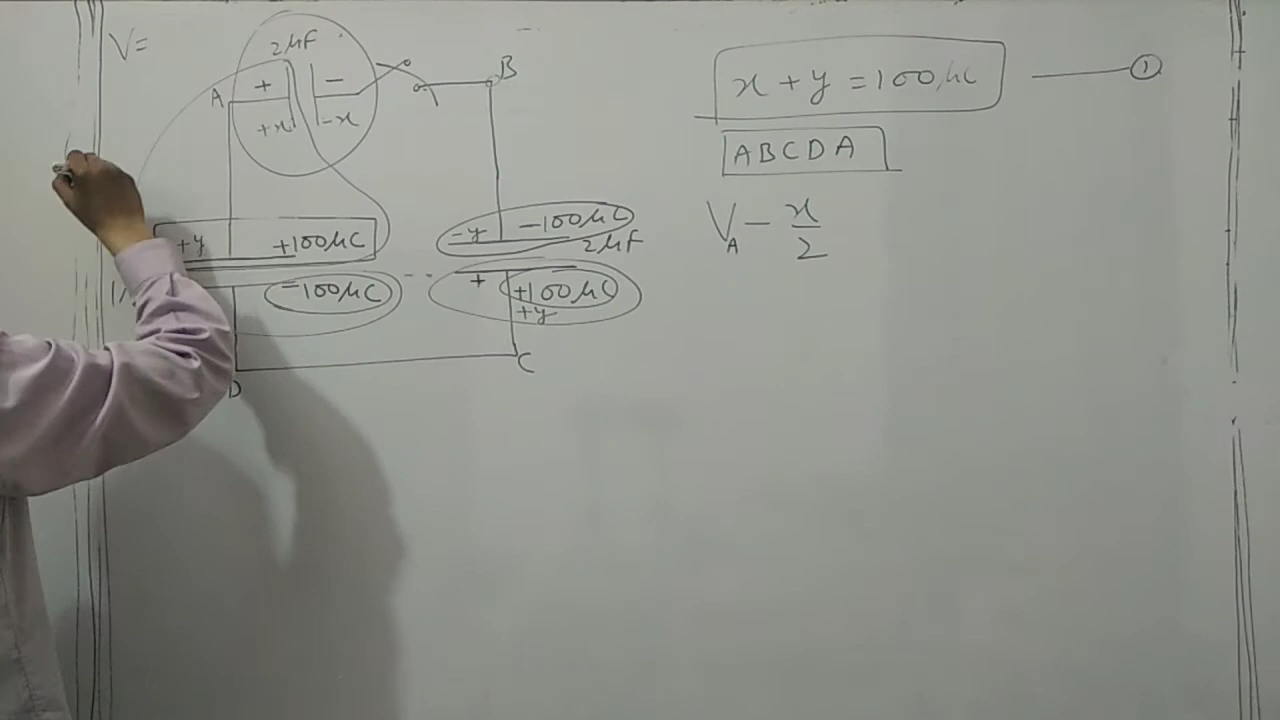 V=
2μF
A
+
-
+x
-x
B
+y
+100μC
-y
-100μC
2μF
-100μC
+
+100μC
+y
D
C
x + y = 100μC
1
ABCDA
V_A - x/2